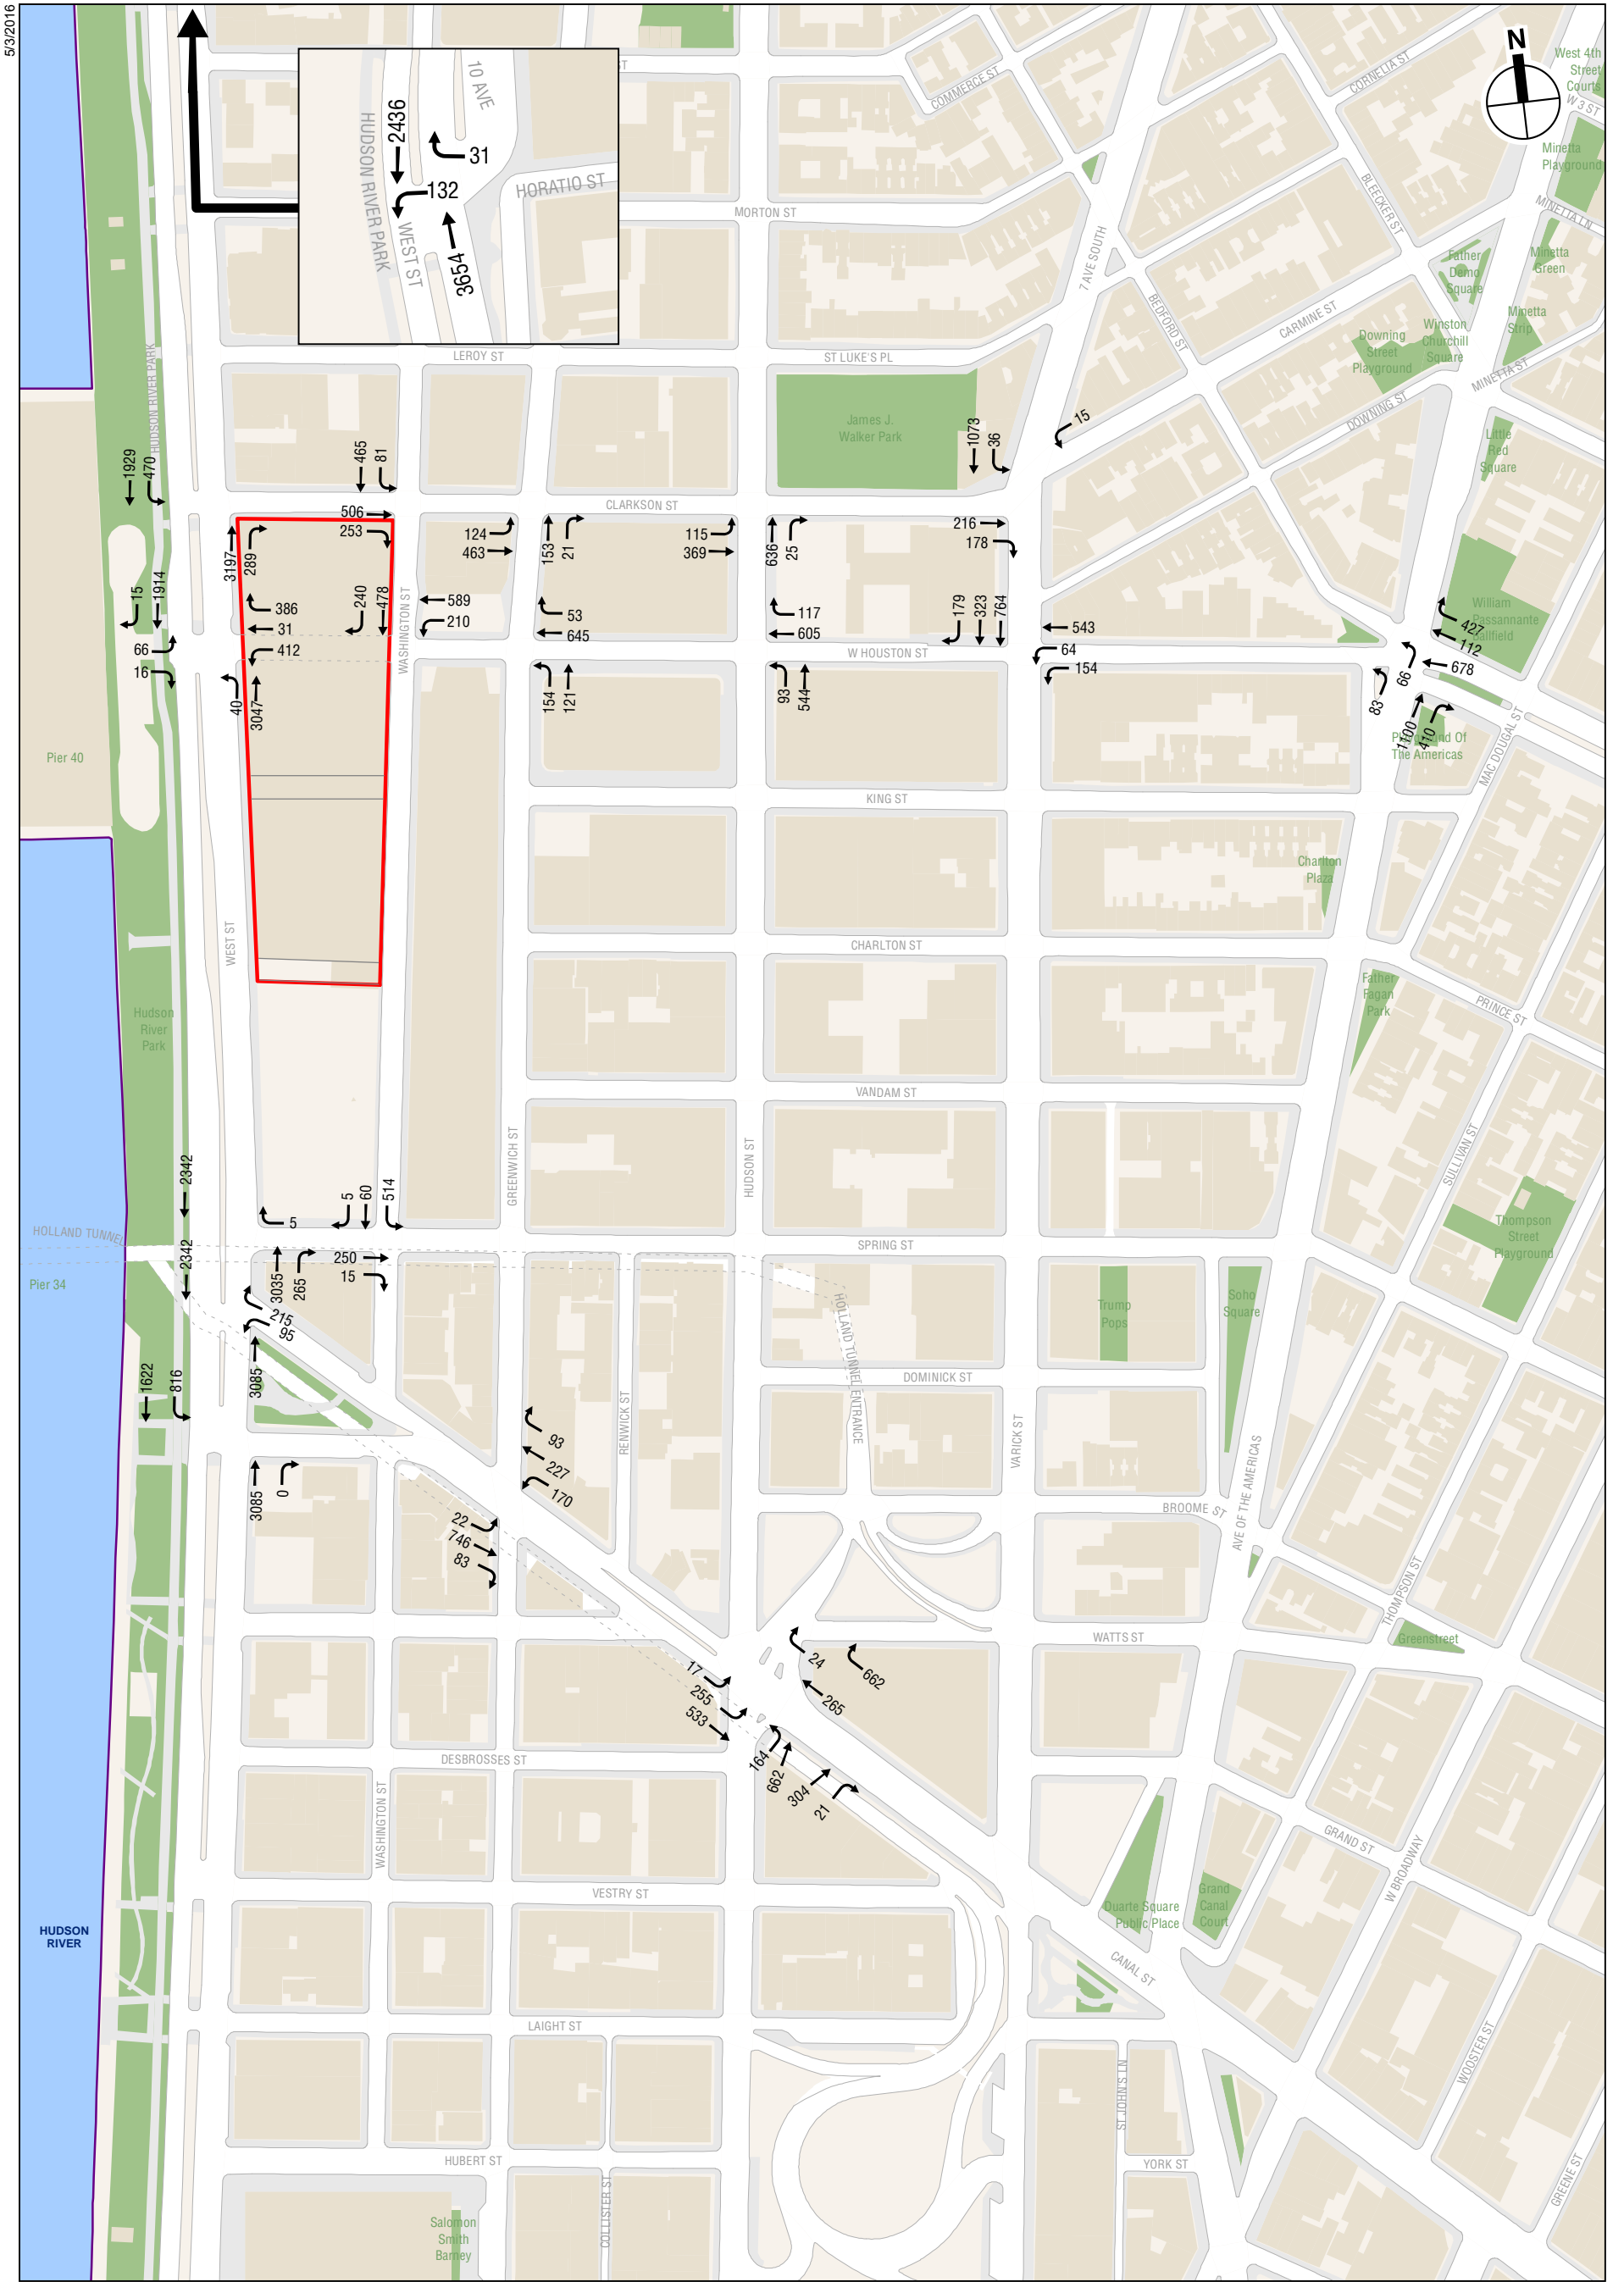 5/3/2016
N
West 4th
Street
Courts
W 3 ST
CORNELIA ST
COMMERCE ST
10 AVE
2436
31
132
HORATIO ST
HUDSON RIVER PARK
WEST ST
3654
Minetta
Playground
BLEECKER ST
MINETTA LN
MORTON ST
7 AVE SOUTH
Father
Demo
Square
Minetta
Green
BEDFORD ST
CARMINE ST
Minetta
Strip
Winston
Churchill
Square
Downing
Street
Playground
MINETTA ST
HUDSON RIVER PARK
LEROY ST
ST LUKE'S PL
DOWNING ST
James J.
Walker Park
1073
36
15
Little
Red
Square
1929
470
465
81
CLARKSON ST
506
253
3197
289
124
463
153
21
115
369
636
25
216
178
15
1914
386
31
412
240
478
WASHINGTON ST
589
210
53
645
117
605
179
323
764
543
64
154
William
Passannante
Ballfield
427
112
678
66
83
66
16
40
3047
W HOUSTON ST
154
121
93
544
1100
410
Playground Of
The Americas
MAC DOUGAL ST
Pier 40
KING ST
Charlton
Plaza
WEST ST
CHARLTON ST
Father
Fagan
Park
PRINCE ST
Hudson
River
Park
VANDAM ST
GREENWICH ST
HUDSON ST
SULLIVAN ST
2342
5
5
60
514
HOLLAND TUNNEL
SPRING ST
Thompson
Street
Playground
Pier 34
2342
3035
265
250
15
215
95
3085
HOLLAND TUNNEL ENTRANCE
Trump
Pops
Soho
Square
1622
816
DOMINICK ST
RENWICK ST
VARICK ST
AVE OF THE AMERICAS
93
227
170
3085
0
22
746
83
BROOME ST
THOMPSON ST
WATTS ST
Greenstreet
24
662
265
17
255
533
164
662
304
21
DESBROSSES ST
WASHINGTON ST
GRAND ST
W BROADWAY
VESTRY ST
Duarte Square
Public Place
Grand
Canal
Court
HUDSON
RIVER
CANAL ST
LAIGHT ST
WOOSTER ST
ST JOHN'S LN
HUBERT ST
YORK ST
GREENE ST
COLLISTER ST
Salomon
Smith
Barney